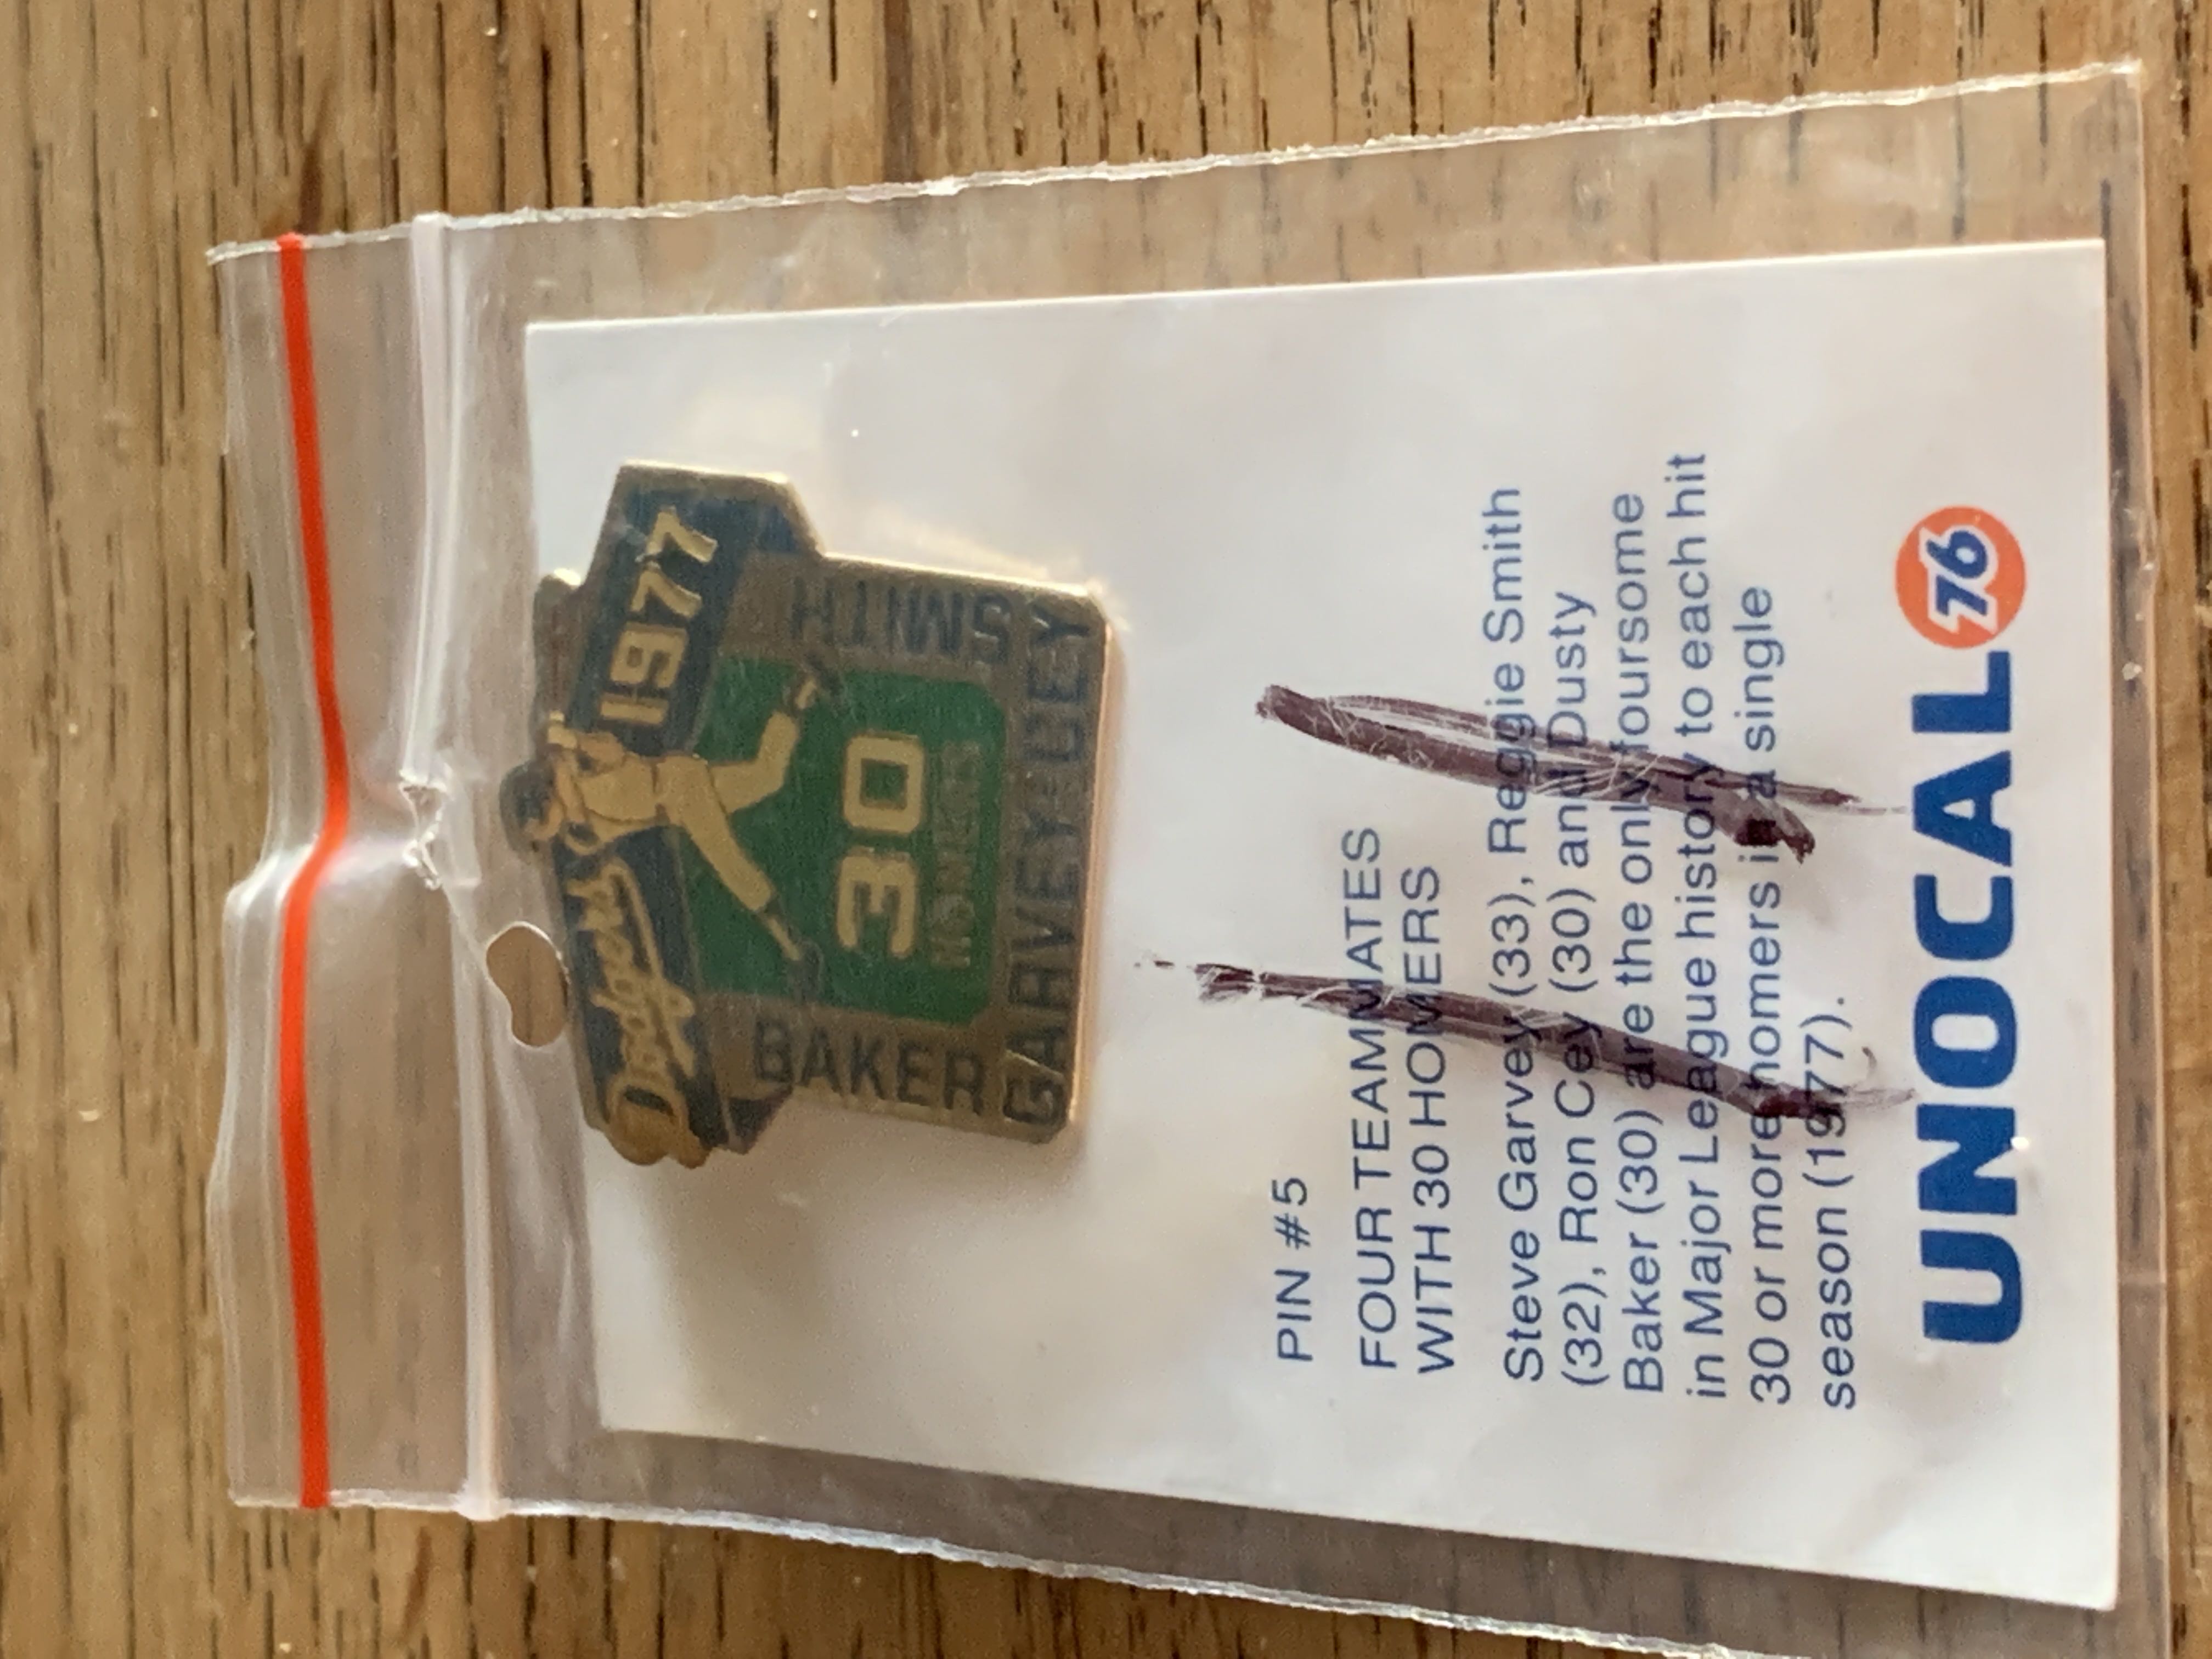 Dodgers 1977
BAKER
30
HOMERS
SMITH
GARVEY-CEY
PIN #5
FOUR TEAMMATES
WITH 30 HOMERS
Steve Garvey (33), Reggie Smith
(32), Ron Cey (30) and Dusty
Baker (30) are the only foursome
in Major League history to each hit
30 or more homers in a single
season (1977).
UNOCAL 76